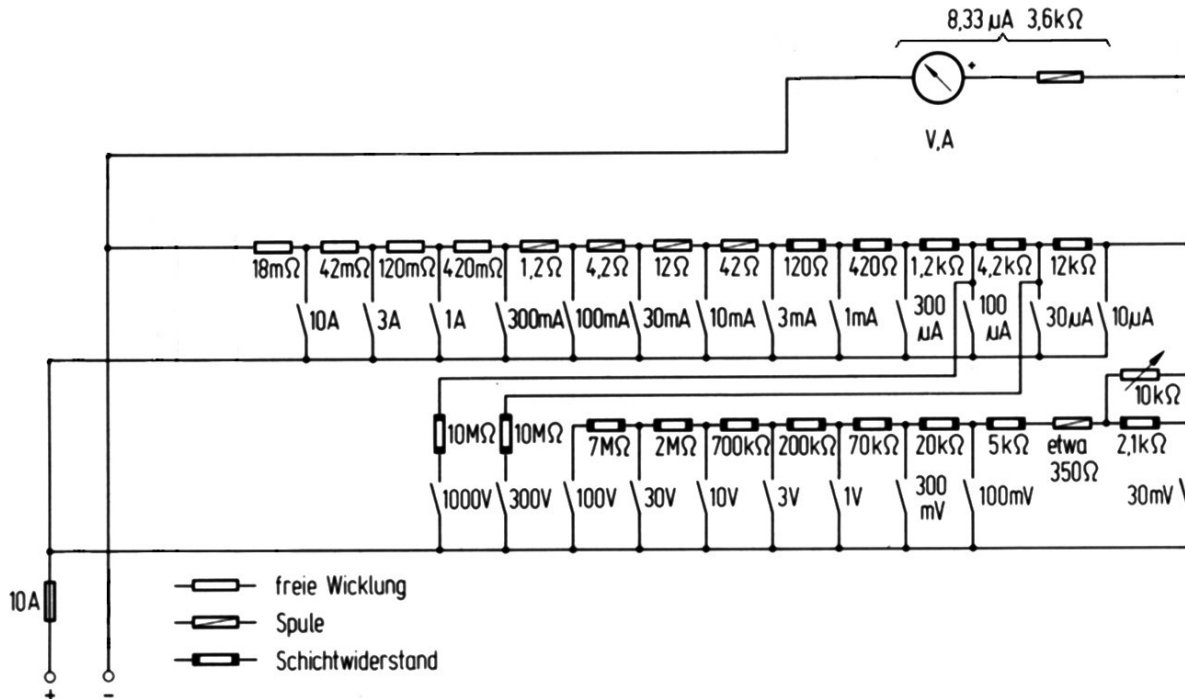 8,33 µA 3,6kΩ
+
V,A
18mΩ 42mΩ 120mΩ 420mΩ 1,2Ω 4,2Ω 12Ω 42Ω 120Ω 420Ω 1,2kΩ 4,2kΩ 12kΩ
10A 3A 1A 300mA 100mA 30mA 10mA 3mA 1mA 300 µA 100 µA 30µA 10µA
10kΩ
10MΩ 10MΩ 7MΩ 2MΩ 700kΩ 200kΩ 70kΩ 20kΩ 5kΩ etwa 350Ω 2,1kΩ
1000V 300V 100V 30V 10V 3V 1V 300 mV 100mV 30mV
10A
freie Wicklung
Spule
Schichtwiderstand
+ −